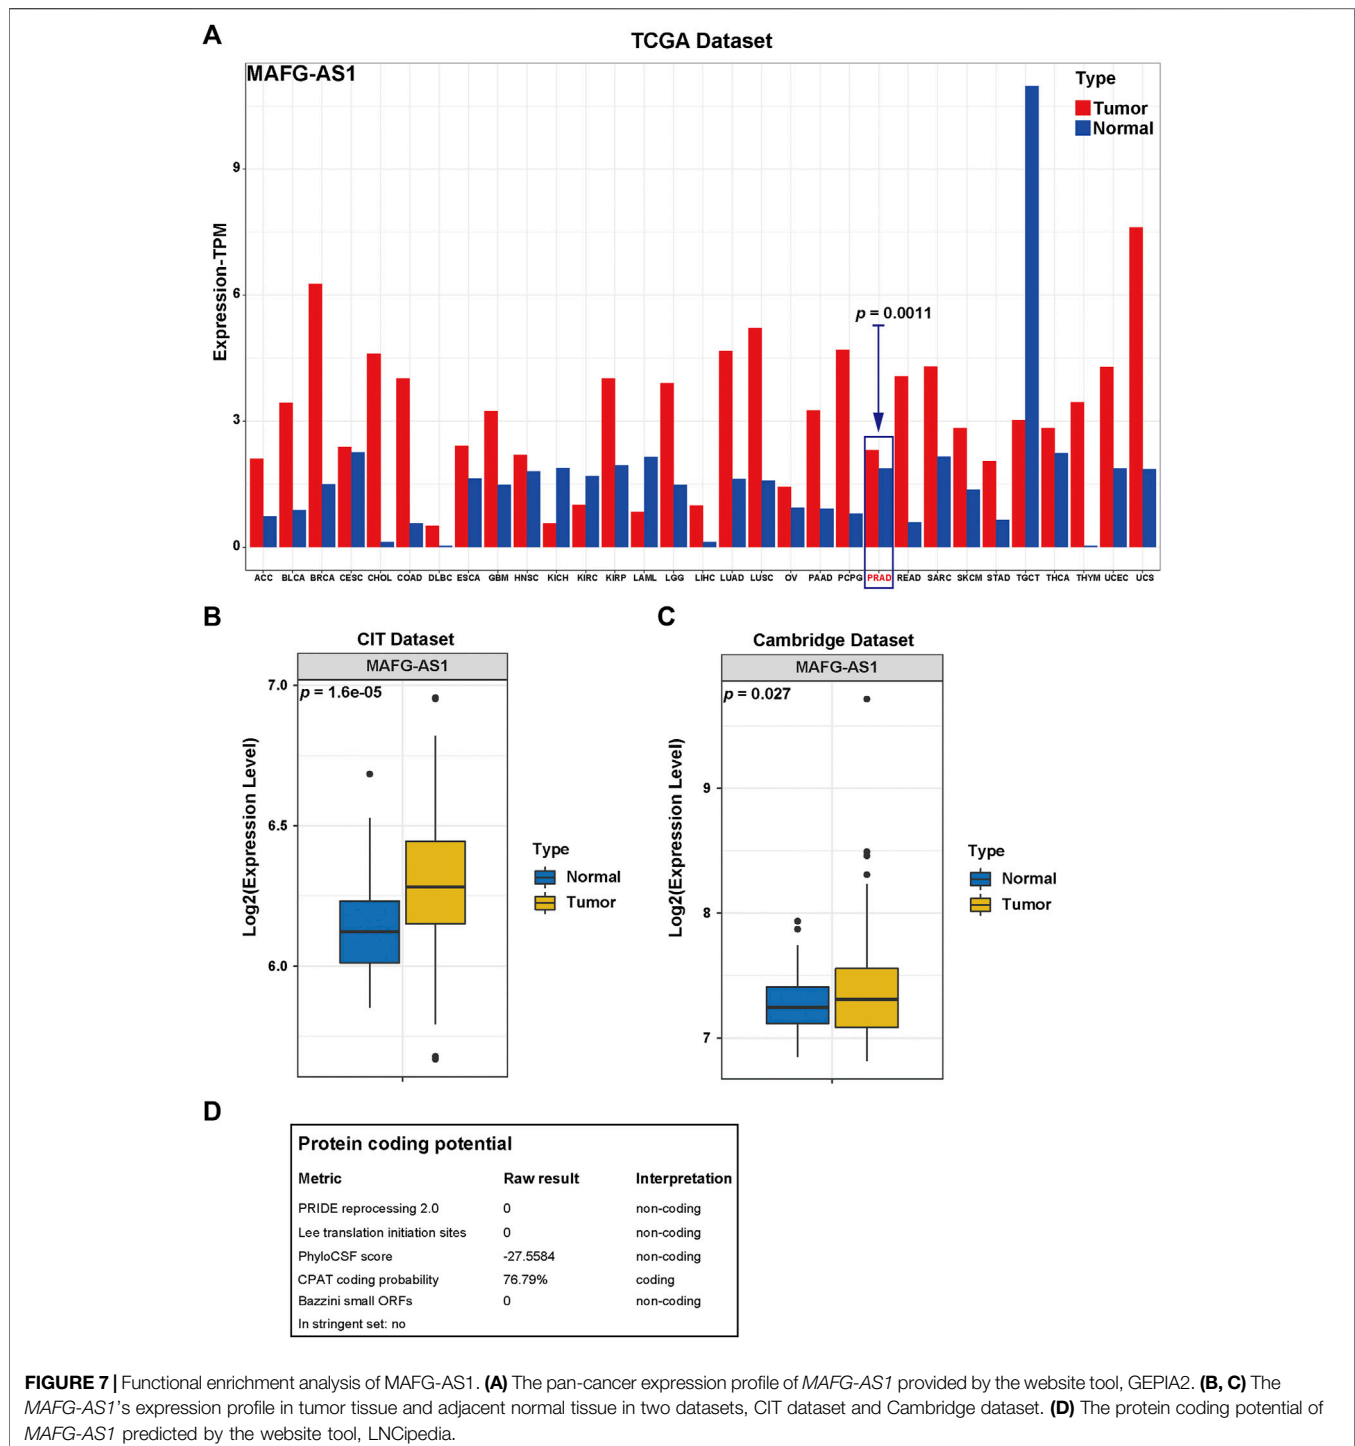 A
TCGA Dataset
MAFG-AS1
Type
Tumor
Normal
9
6
3
0
Expression-TPM
p = 0.0011
ACC BLCA BRCA CESC CHOL COAD DLBC ESCA GBM HNSC KICH KIRC KIRP LAML LGG LIHC LUAD LUSC OV PAAD PCPG PRAD READ SARC SKCM STAD TGCT THCA THYM UCEC UCS
B
CIT Dataset
MAFG-AS1
p = 1.6e-05
7.0
6.5
6.0
Log2(Expression Level)
Type
Normal
Tumor
C
Cambridge Dataset
MAFG-AS1
p = 0.027
9
8
7
Log2(Expression Level)
Type
Normal
Tumor
D
Protein coding potential
Metric Raw result Interpretation
PRIDE reprocessing 2.0 0 non-coding
Lee translation initiation sites 0 non-coding
PhyloCSF score -27.5584 non-coding
CPAT coding probability 76.79% coding
Bazzini small ORFs 0 non-coding
In stringent set: no
FIGURE 7 | Functional enrichment analysis of MAFG-AS1. (A) The pan-cancer expression profile of MAFG-AS1 provided by the website tool, GEPIA2. (B, C) The
MAFG-AS1's expression profile in tumor tissue and adjacent normal tissue in two datasets, CIT dataset and Cambridge dataset. (D) The protein coding potential of
MAFG-AS1 predicted by the website tool, LNCipedia.